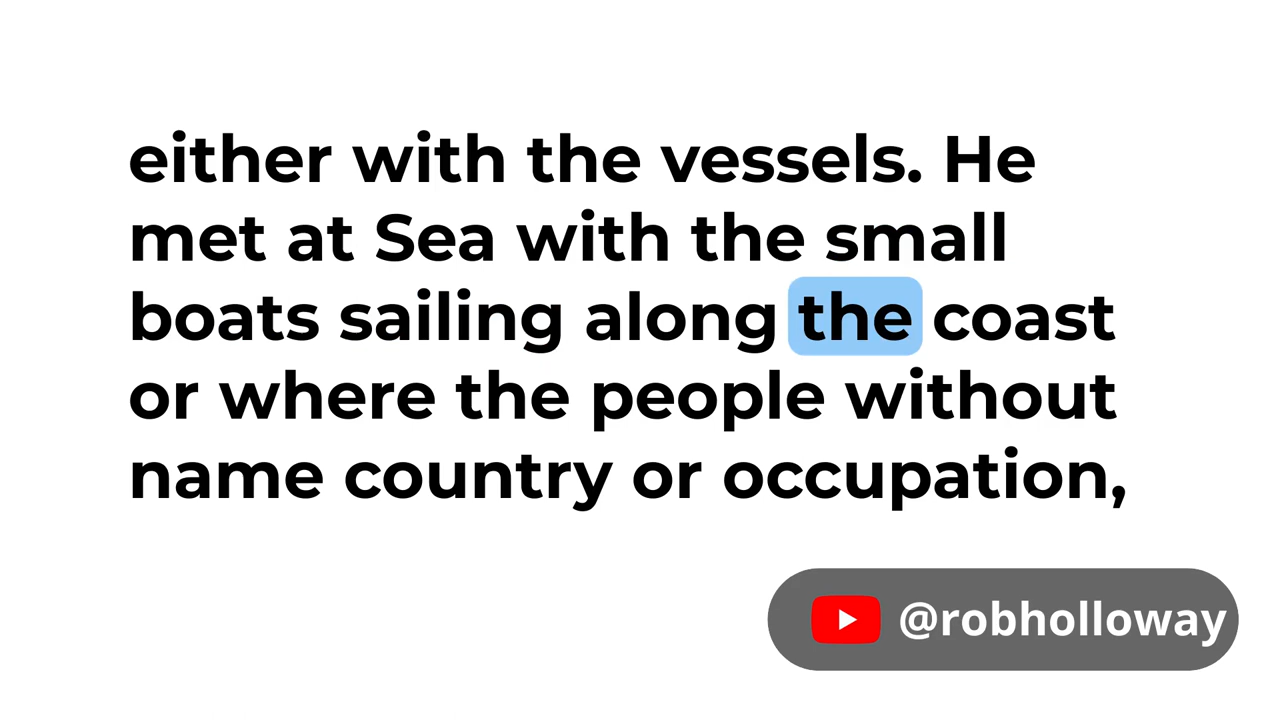 either with the vessels. He
met at Sea with the small
boats sailing along the coast
or where the people without
name country or occupation,
@robholloway